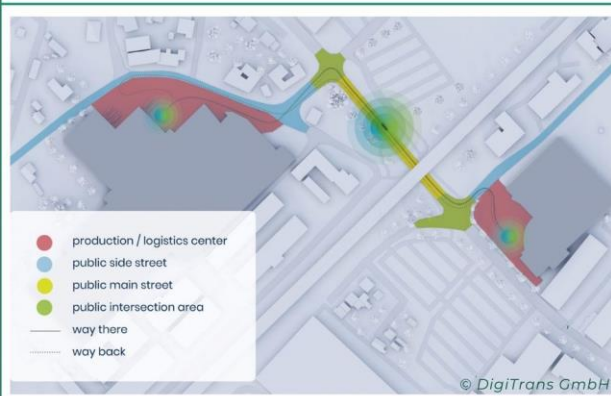 production / logistics center
public side street
public main street
public intersection area
way there
way back
© DigiTrans GmbH